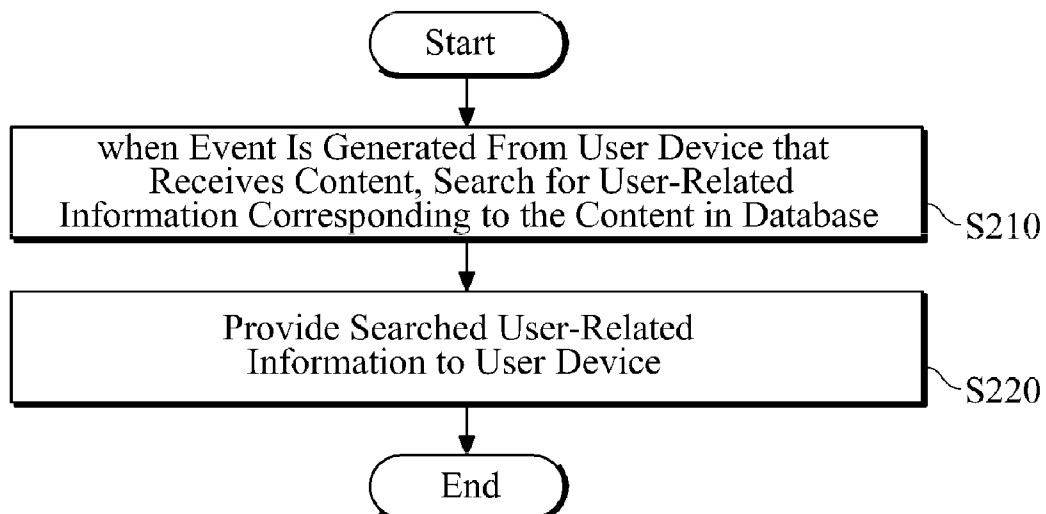 Start
when Event Is Generated From User Device that
Receives Content, Search for User-Related
Information Corresponding to the Content in Database
S210
Provide Searched User-Related
Information to User Device
S220
End